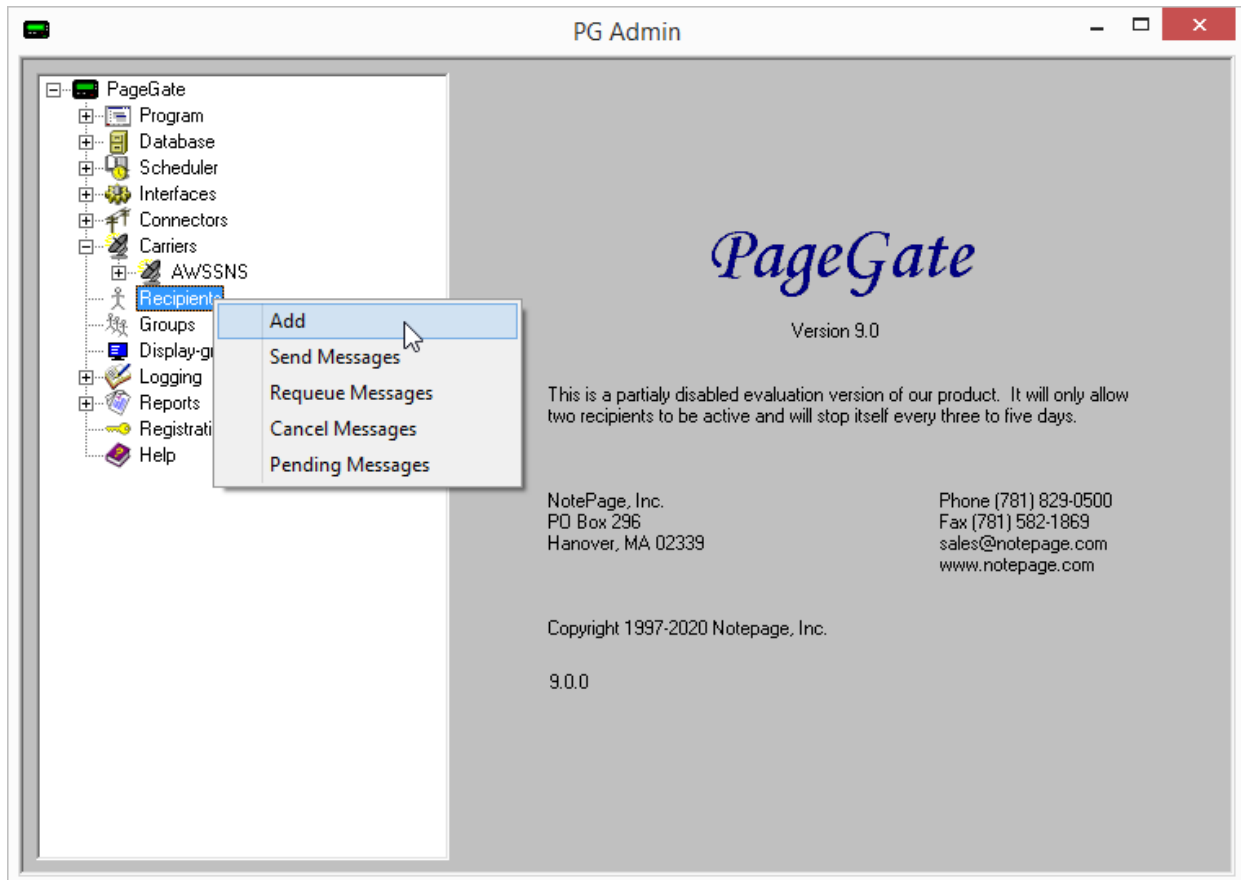 PG Admin
PageGate
Program
Database
Scheduler
Interfaces
Connectors
Carriers
AWSSNS
Recipients
Groups
Display-gr
Logging
Reports
Registrati
Help
Add
Send Messages
Requeue Messages
Cancel Messages
Pending Messages
PageGate
Version 9.0
This is a partialy disabled evaluation version of our product. It will only allow
two recipients to be active and will stop itself every three to five days.
NotePage, Inc.
PO Box 296
Hanover, MA 02339
Phone (781) 829-0500
Fax (781) 582-1869
sales@notepage.com
www.notepage.com
Copyright 1997-2020 Notepage, Inc.
9.0.0